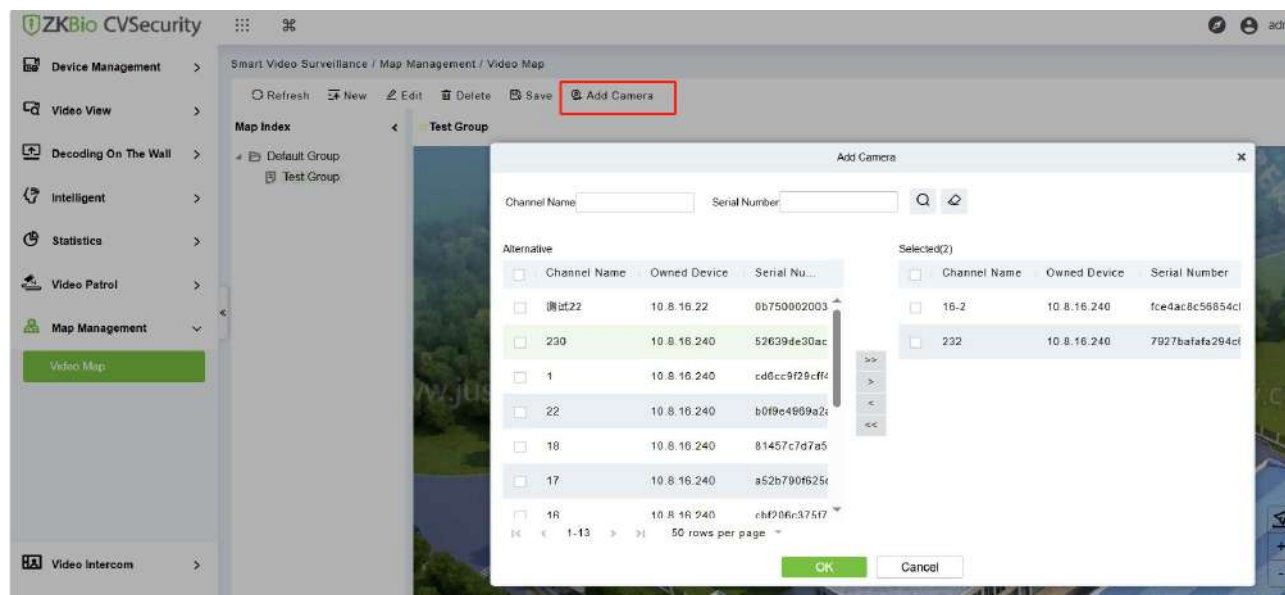 ZKBio CVSecurity
Device Management
Video View
Decoding On The Wall
Intelligent
Statistics
Video Patrol
Map Management
Video Map
Video Intercom
Smart Video Surveillance / Map Management / Video Map
Refresh New Edit Delete Save Add Camera
Map Index
Default Group
Test Group
Test Group
Add Camera
Channel Name Serial Number
Alternative
Channel Name Owned Device Serial Nu...
测试22 10.8.16.22 0b750002003
230 10.8.16.240 52639de30ac
1 10.8.16.240 cd6cc9f29cff4
22 10.8.16.240 b0f9e4969a2
18 10.8.16.240 81457c7d7a5
17 10.8.16.240 a52b790f625
16 10.8.16.240 cbf206c375f7
1-13 50 rows per page
>>
>
<
<<
Selected(2)
Channel Name Owned Device Serial Number
16-2 10.8.16.240 fce4ac8c56854c
232 10.8.16.240 7927bafafa294c
OK Cancel